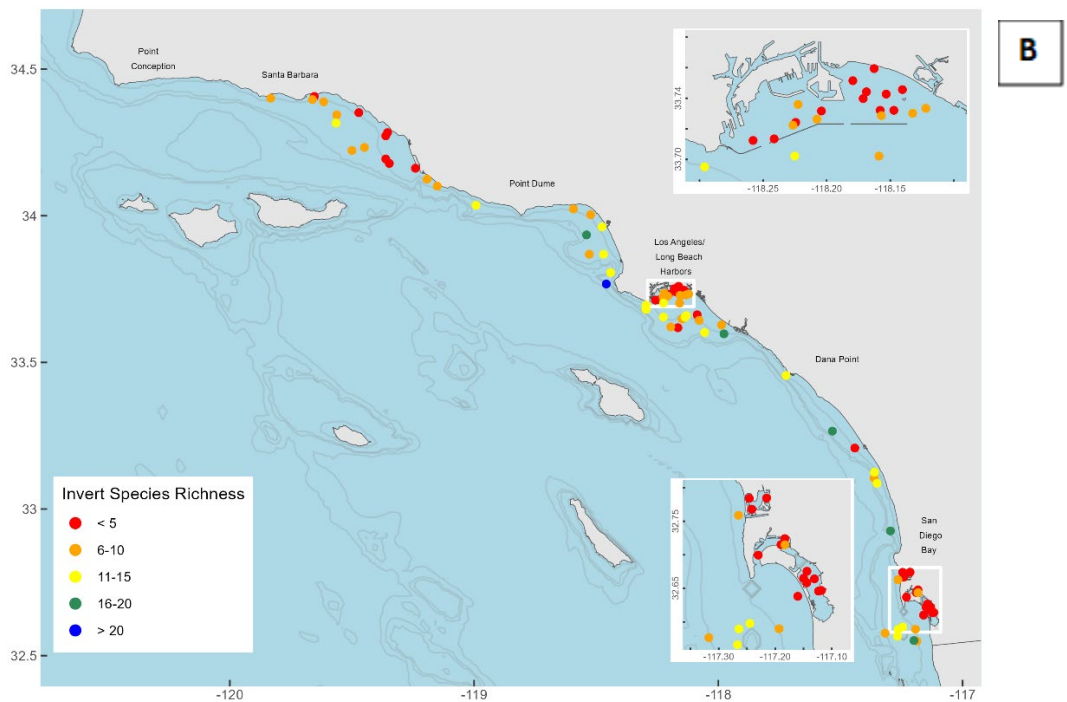 B
34.5
34
33.5
33
32.5
-120
-119
-118
-117
Point
Conception
Santa Barbara
Point Dume
Los Angeles/
Long Beach
Harbors
Dana Point
San
Diego
Bay
33.74
33.70
-118.25
-118.20
-118.15
32.75
32.65
-117.30
-117.20
-117.10
Invert Species Richness
< 5
6-10
11-15
16-20
> 20